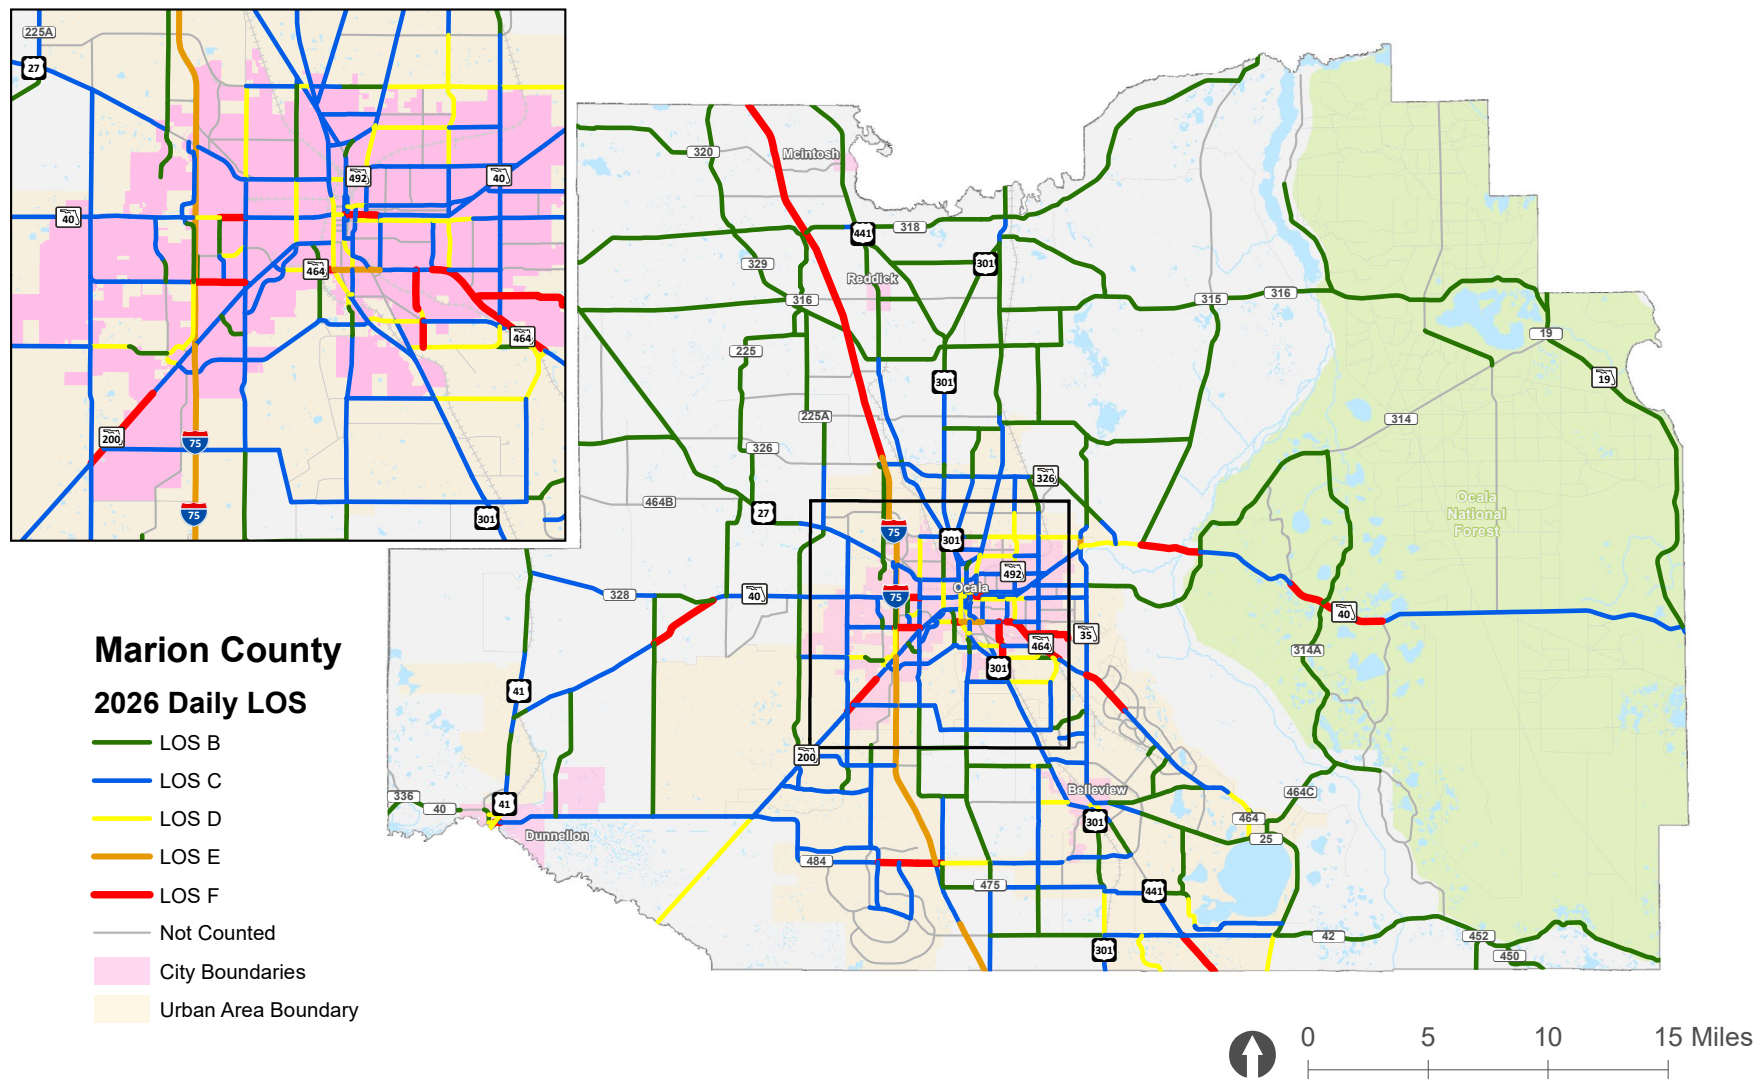 225A
27
492
40
40
464
464
200
75
75
301
320
McIntosh
441
318
329
Reddick
301
316
315
316
19
225
19
301
225A
314
326
326
464B
27
Ocala
National
Forest
75
301
492
328
40
75
Ocala
40
35
464
314A
301
41
200
Belleview
336
40
41
464C
301
464
25
Dunnellon
484
475
441
42
452
301
450
Marion County
2026 Daily LOS
LOS B
LOS C
LOS D
LOS E
LOS F
Not Counted
City Boundaries
Urban Area Boundary
0
5
10
15 Miles